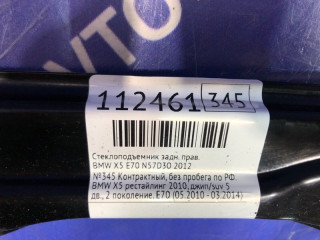 AVTO
112461 345
Стеклоподъемник задн. прав.
BMW X5 E70 N57D30 2012
№345 Контрактный, без пробега по РФ
BMW X5 рестайлинг 2010, джип/suv 5
дв., 2 поколение, E70 (05.2010 - 03.2014)